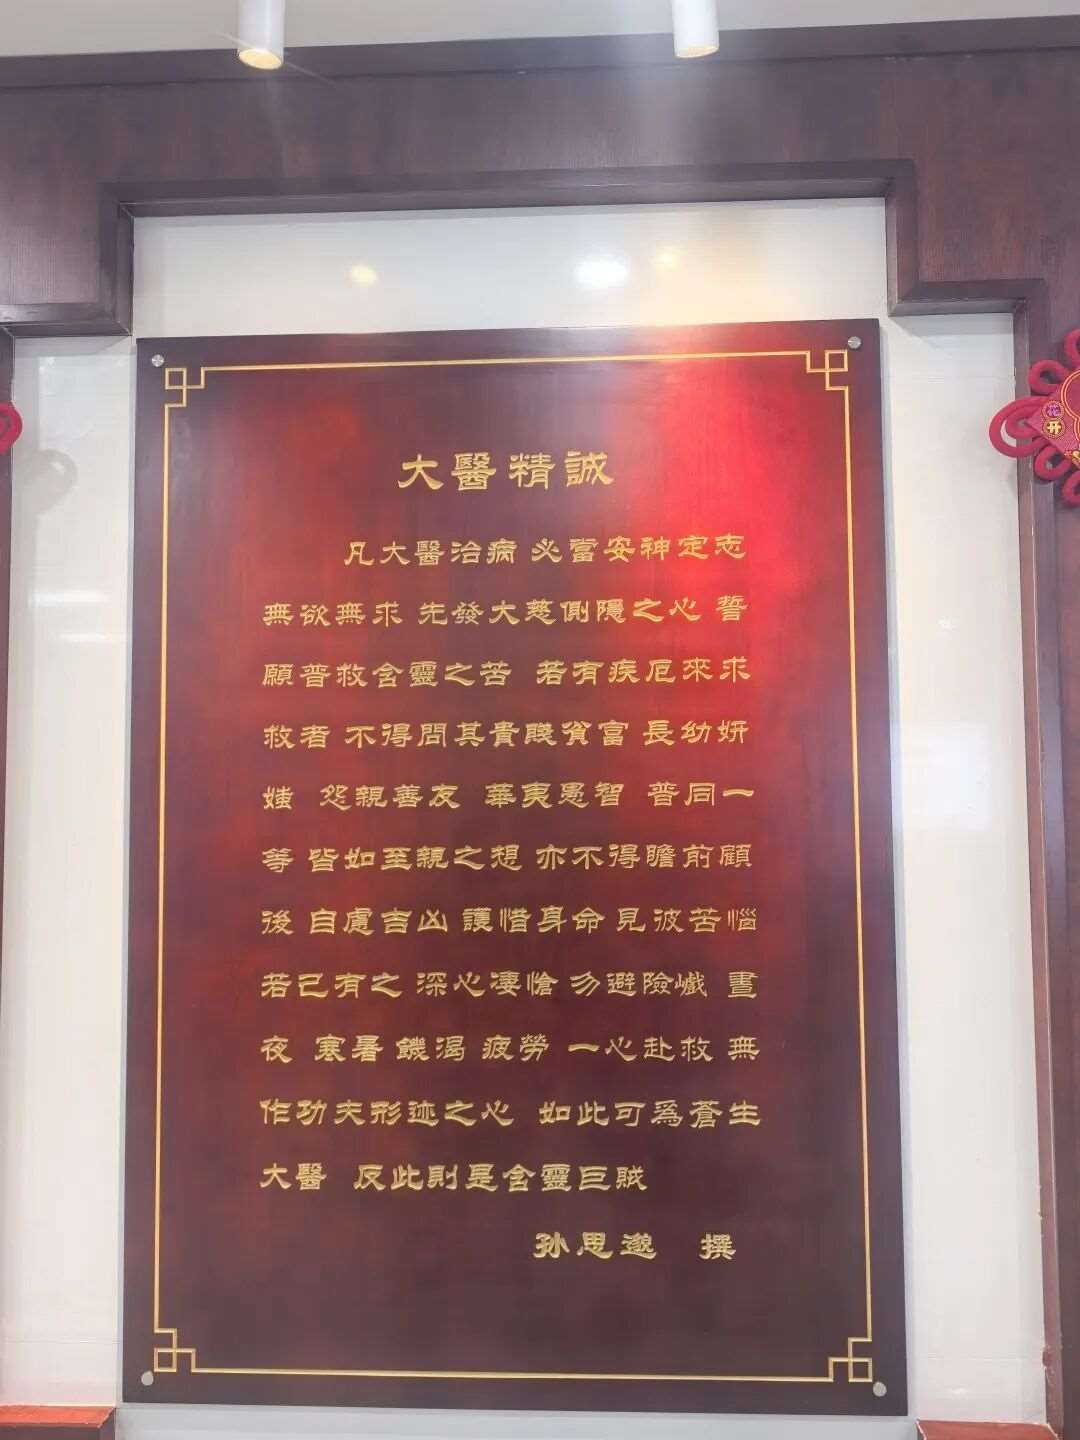 大醫精誠
凡大醫治病 必當安神定志
無欲無求 先發大慈側隱之心 誓
願普救含靈之苦 若有疾厄來求
救者 不得問其貴賤貧富 長幼妍
媸 怨親善友 華夷愚智 普同一
等 皆如至親之想 亦不得瞻前顧
後 自慮吉凶 護惜身命 見彼苦惱
若己有之 深心凄愴 勿避險巇 晝
夜 寒暑 饑渴 疲勞 一心赴救 無
作功夫形迹之心 如此可爲蒼生
大醫 反此則是含靈巨賊
孙思邈 撰
花
开